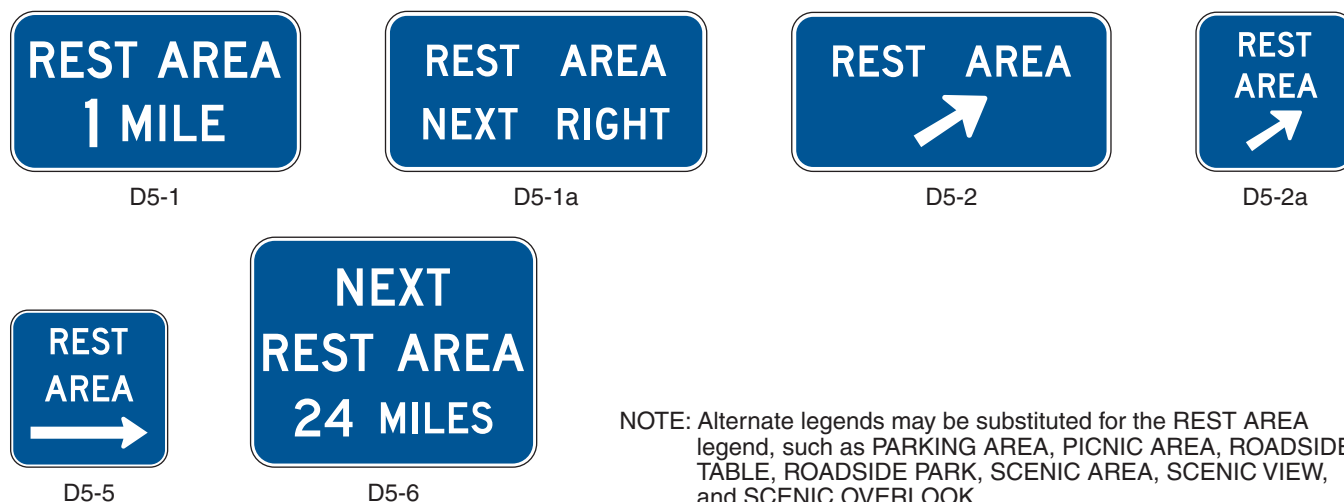 REST AREA
1 MILE
D5-1
REST AREA
NEXT RIGHT
D5-1a
REST AREA
D5-2
REST
AREA
D5-2a
REST
AREA
D5-5
NEXT
REST AREA
24 MILES
D5-6
NOTE: Alternate legends may be substituted for the REST AREA
legend, such as PARKING AREA, PICNIC AREA, ROADSIDE
TABLE, ROADSIDE PARK, SCENIC AREA, SCENIC VIEW,
and SCENIC OVERLOOK